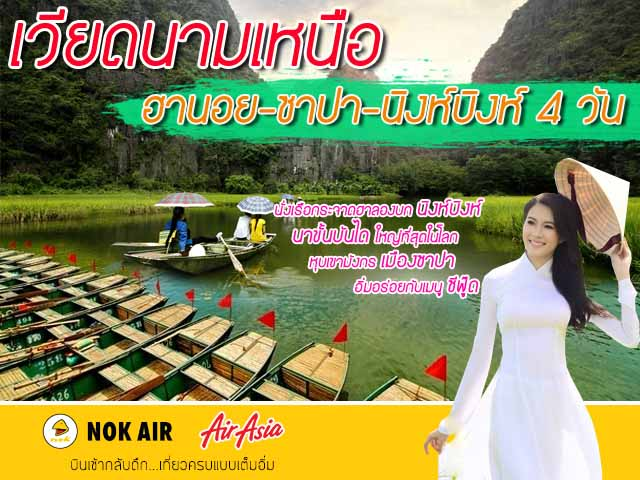 เวียดนามเหนือ
ฮานอย-ซาปา-นิงห์บิงห์ 4 วัน
นั่งเรือกระจาดฮาลองบก นิงห์บิงห์
นาขั้นบันได ใหญ่ที่สุดในโลก
หุบเขามังกร เมืองซาปา
อิ่มอร่อยกับเมนู ซีฟู๊ด
nok NOK AIR AirAsia
บินเช้ากลับดึก...เที่ยวครบแบบเต็มอิ่ม